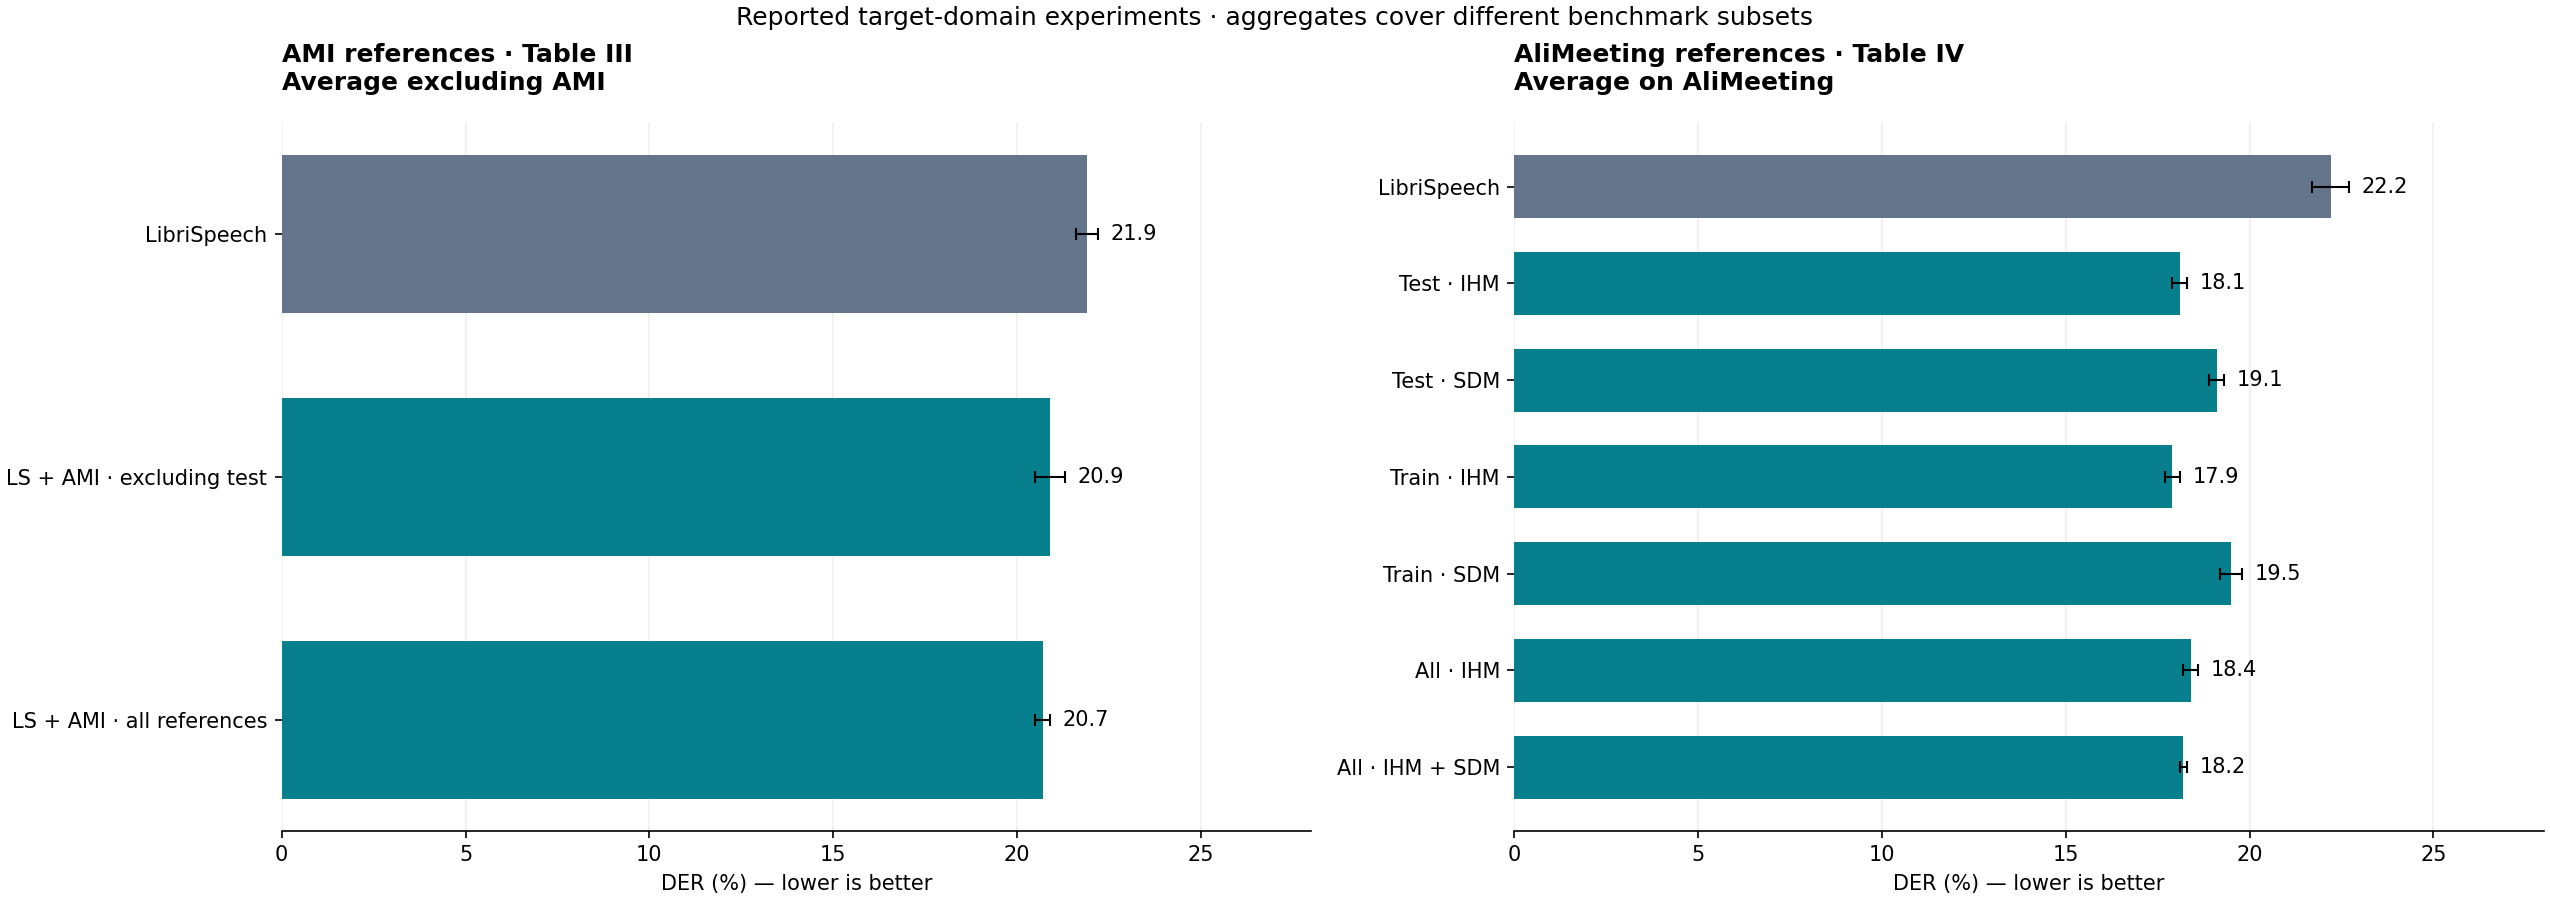 Reported target-domain experiments · aggregates cover different benchmark subsets
AMI references · Table III
Average excluding AMI
LibriSpeech
21.9
LS + AMI · excluding test
20.9
LS + AMI · all references
20.7
0 5 10 15 20 25
DER (%) — lower is better
AliMeeting references · Table IV
Average on AliMeeting
LibriSpeech
22.2
Test · IHM
18.1
Test · SDM
19.1
Train · IHM
17.9
Train · SDM
19.5
All · IHM
18.4
All · IHM + SDM
18.2
0 5 10 15 20 25
DER (%) — lower is better